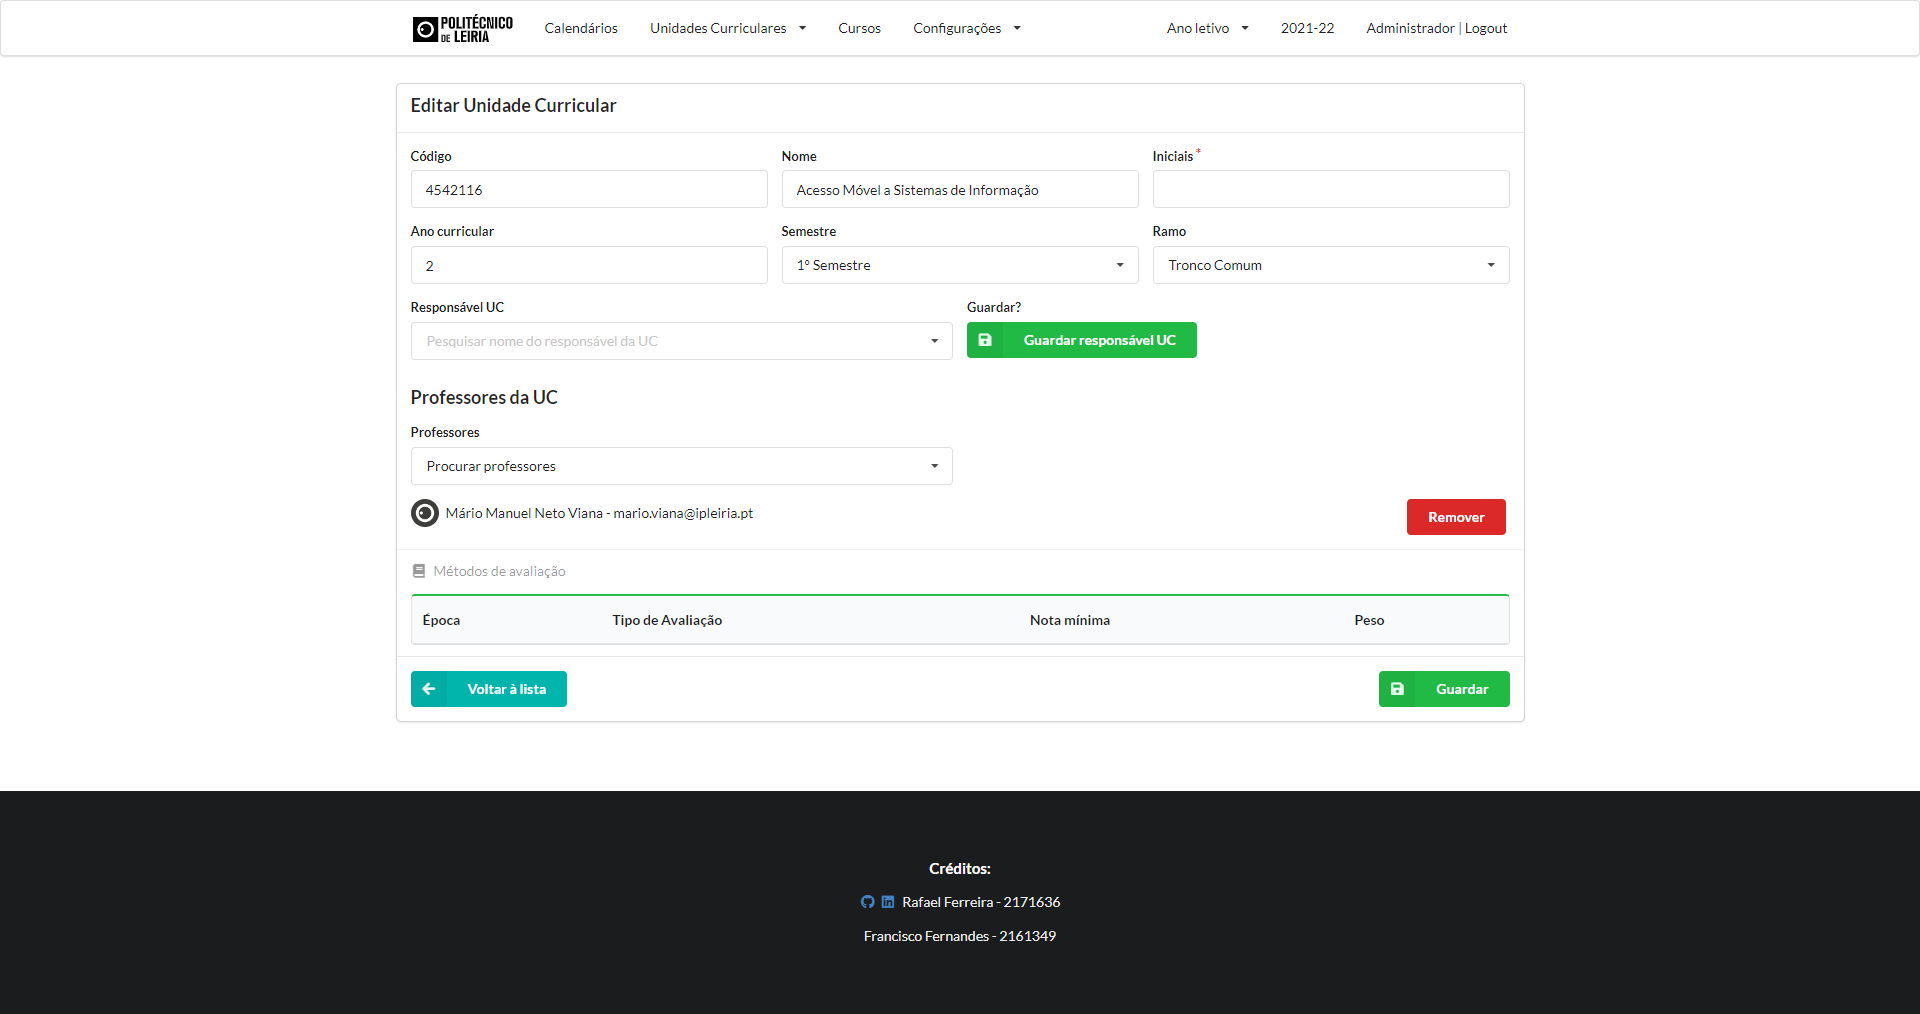 POLITÉCNICO
DE LEIRIA
Calendários
Unidades Curriculares
Cursos
Configurações
Ano letivo
2021-22
Administrador | Logout
Editar Unidade Curricular
Código
Nome
Iniciais *
4542116
Acesso Móvel a Sistemas de Informação
Ano curricular
Semestre
Ramo
2
1º Semestre
Tronco Comum
Responsável UC
Guardar?
Pesquisar nome do responsável da UC
Guardar responsável UC
Professores da UC
Professores
Procurar professores
Mário Manuel Neto Viana - mario.viana@ipleiria.pt
Remover
Métodos de avaliação
Época
Tipo de Avaliação
Nota mínima
Peso
Voltar à lista
Guardar
Créditos:
Rafael Ferreira - 2171636
Francisco Fernandes - 2161349